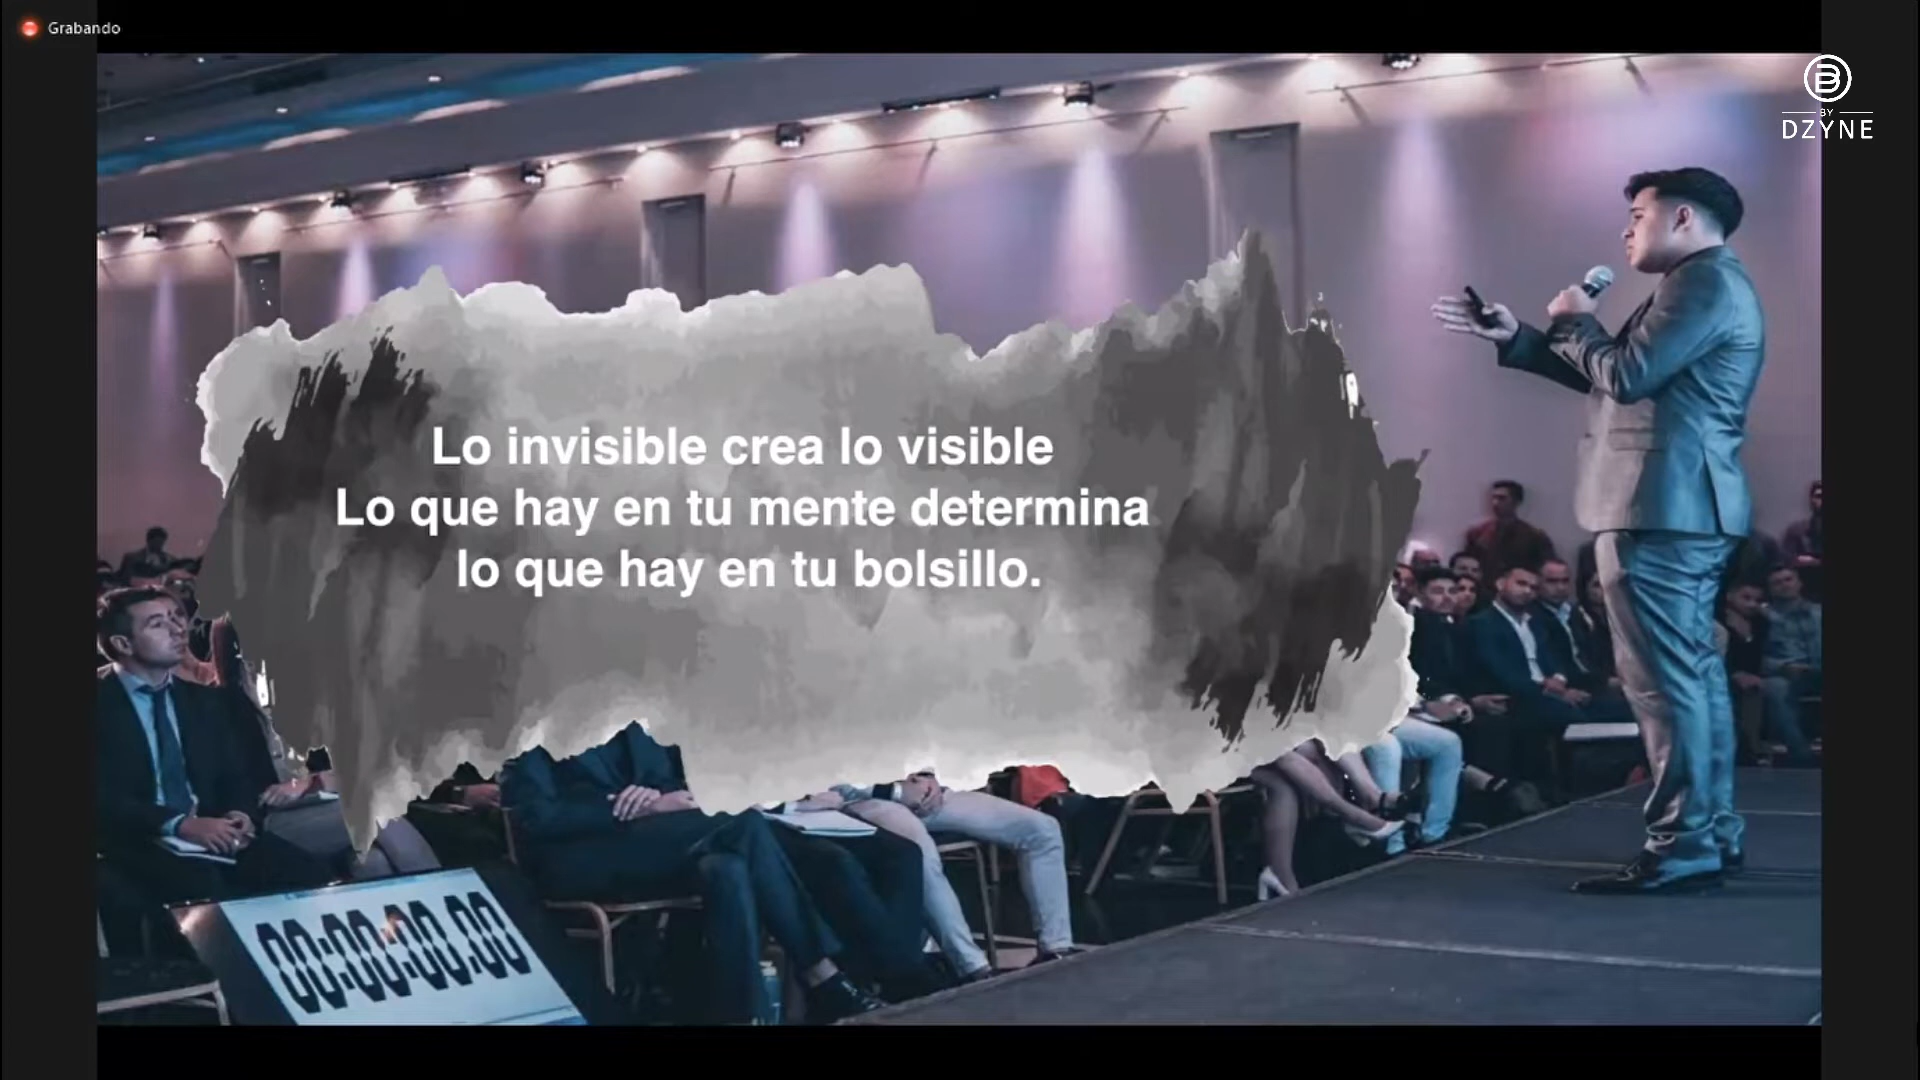 Grabando
B
BY
DZYNE
Lo invisible crea lo visible
Lo que hay en tu mente determina
lo que hay en tu bolsillo.
00:00:00.00